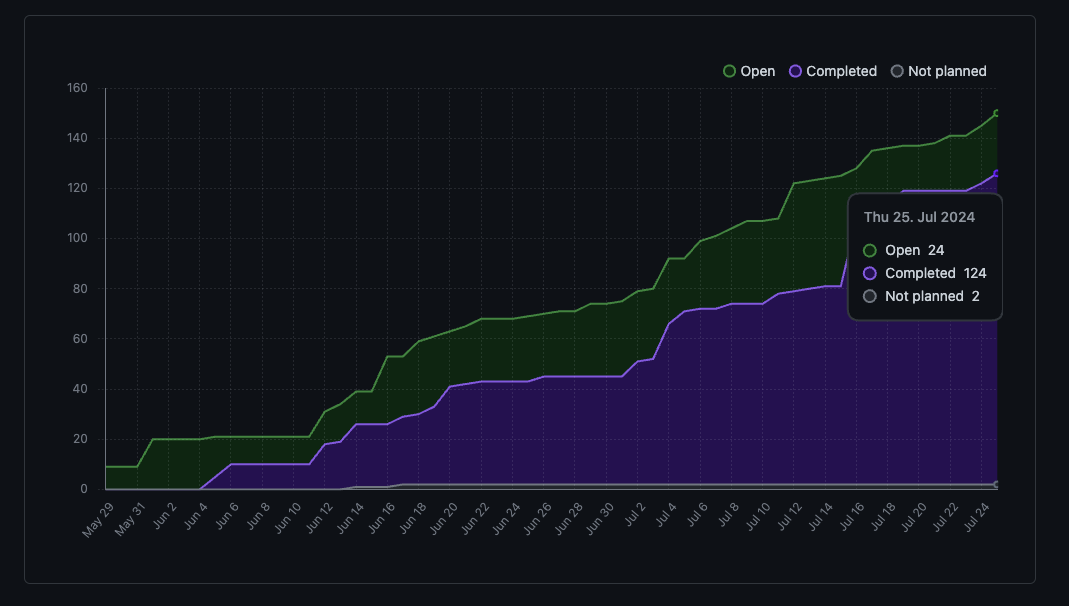 Open Completed Not planned
160
140
120
100
80
60
40
20
0
Thu 25. Jul 2024
Open 24
Completed 124
Not planned 2
May 29 May 31 Jun 2 Jun 4 Jun 6 Jun 8 Jun 10 Jun 12 Jun 14 Jun 16 Jun 18 Jun 20 Jun 22 Jun 24 Jun 26 Jun 28 Jun 30 Jul 2 Jul 4 Jul 6 Jul 8 Jul 10 Jul 12 Jul 14 Jul 16 Jul 18 Jul 20 Jul 22 Jul 24